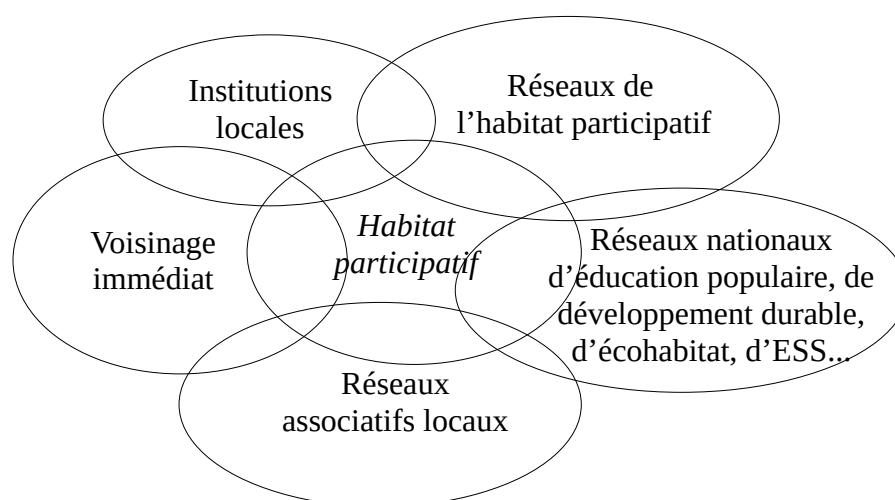 Institutions
locales
Réseaux de
l’habitat participatif
Voisinage
immédiat
Habitat
participatif
Réseaux nationaux
d’éducation populaire, de
développement durable,
d’écohabitat, d’ESS...
Réseaux
associatifs locaux